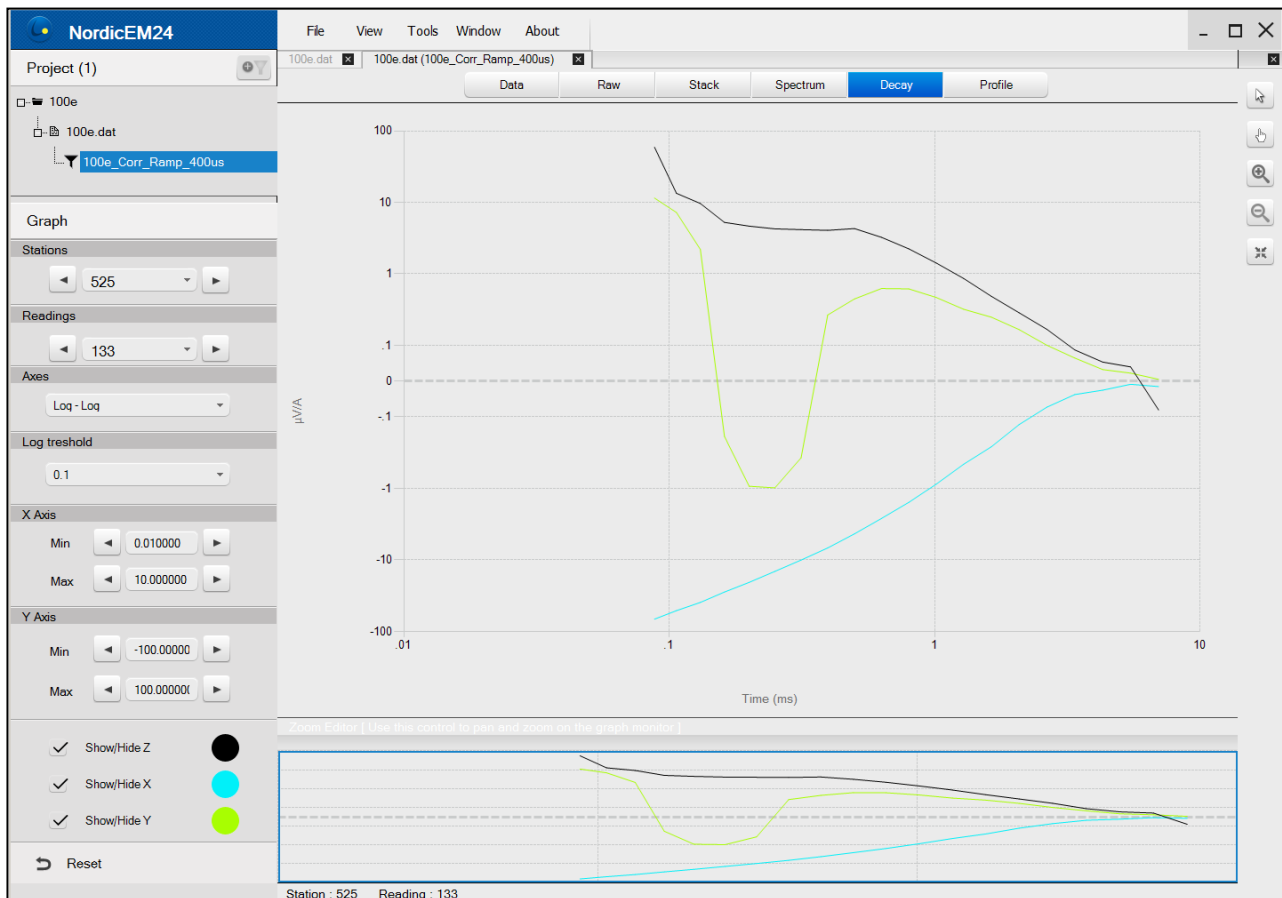 NordicEM24
File View Tools Window About
Project (1)
100e.dat 100e.dat (100e_Corr_Ramp_400us)
Data Raw Stack Spectrum Decay Profile
100e
100e.dat
100e_Corr_Ramp_400us
Graph
Stations
525
Readings
133
Axes
Log - Log
Log treshold
0.1
X Axis
Min 0.010000
Max 10.000000
Y Axis
Min -100.00000
Max 100.000000
Show/Hide Z
Show/Hide X
Show/Hide Y
Reset
100
10
1
.1
0
-.1
-1
-10
-100
µV/A
.01 .1 1 10
Time (ms)
Zoom Editor [ Use this control to pan and zoom on the graph monitor ]
Station : 525 Reading : 133